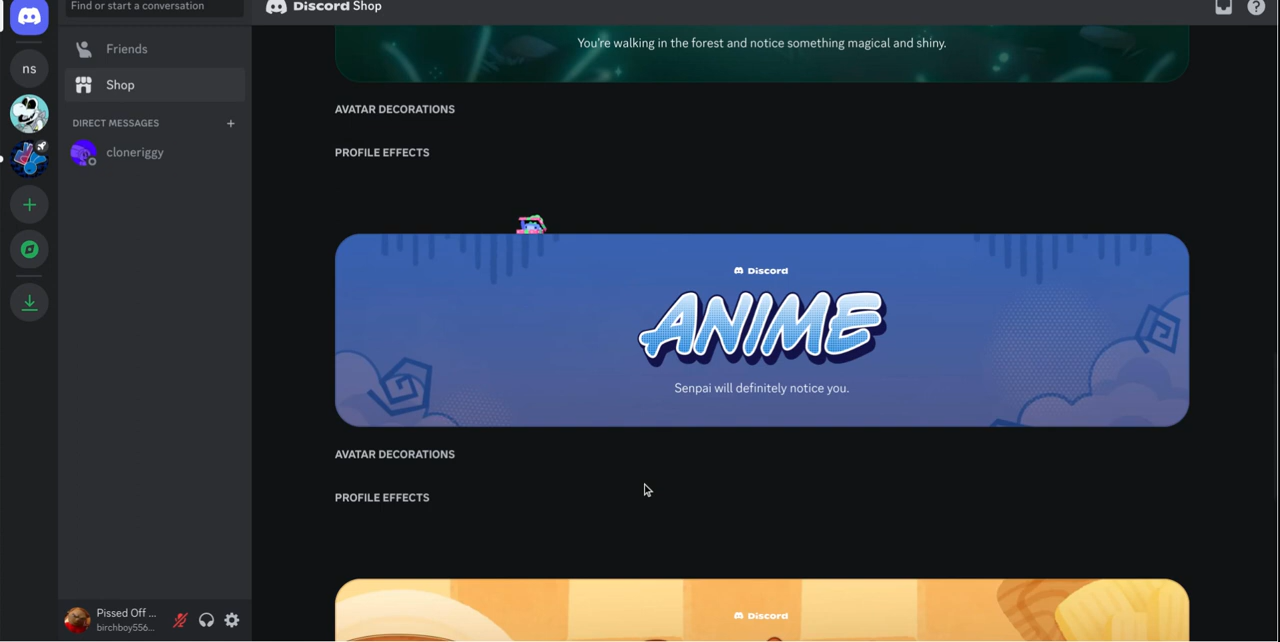 Find or start a conversation
Discord Shop
ns
Friends
Shop
DIRECT MESSAGES
cloneriggy
You're walking in the forest and notice something magical and shiny.
AVATAR DECORATIONS
PROFILE EFFECTS
Discord
ANIME
Senpai will definitely notice you.
AVATAR DECORATIONS
PROFILE EFFECTS
Discord
Pissed Off ...
birchboy556...